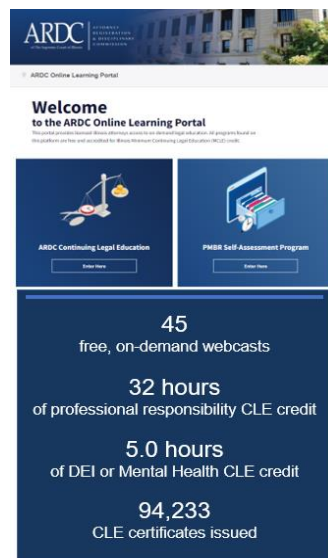 ARDC
ATTORNEY
REGISTRATION
& DISCIPLINARY
COMMISSION
of the Supreme Court of Illinois
ARDC Online Learning Portal
Welcome
to the ARDC Online Learning Portal
This portal provides licensed Illinois attorneys access to on-demand legal education. All programs found on
this platform are free and accredited for Illinois Minimum Continuing Legal Education (MCLE) credit.
ARDC Continuing Legal Education
Enter Here
PMBR Self-Assessment Program
Enter Here
45
free, on-demand webcasts
32 hours
of professional responsibility CLE credit
5.0 hours
of DEI or Mental Health CLE credit
94,233
CLE certificates issued